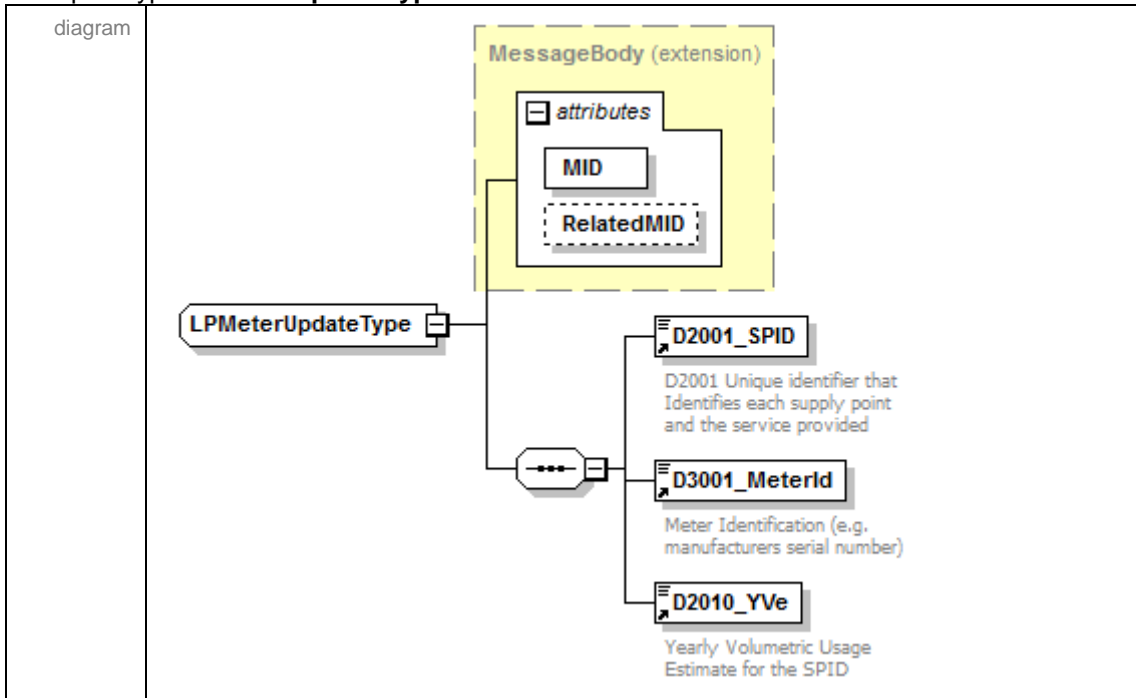 diagram
MessageBody (extension)
attributes
MID
RelatedMID
LPMeterUpdateType
D2001_SPID
D2001 Unique identifier that
Identifies each supply point
and the service provided
D3001_MeterId
Meter Identification (e.g.
manufacturers serial number)
D2010_YVe
Yearly Volumetric Usage
Estimate for the SPID